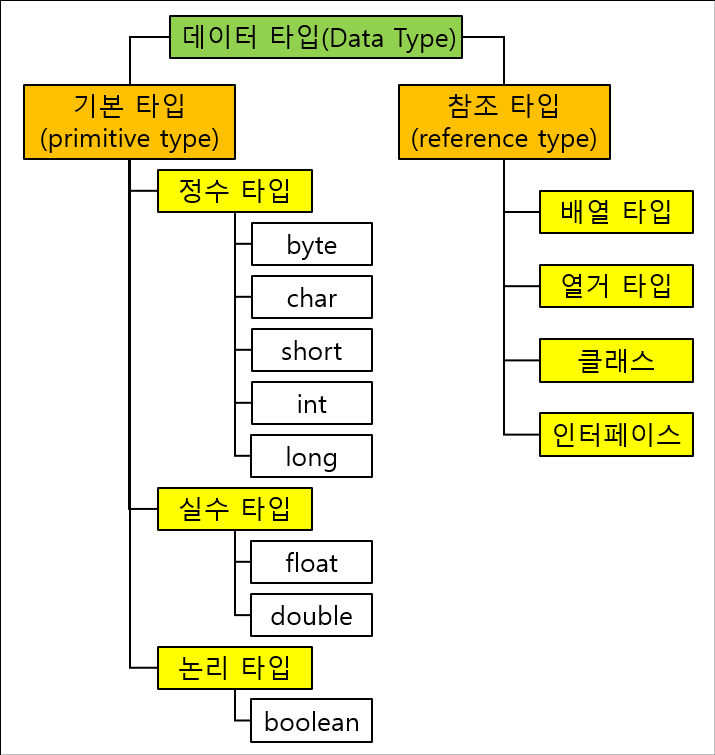 데이터 타입(Data Type)
기본 타입
(primitive type)
정수 타입
byte
char
short
int
long
실수 타입
float
double
논리 타입
boolean
참조 타입
(reference type)
배열 타입
열거 타입
클래스
인터페이스